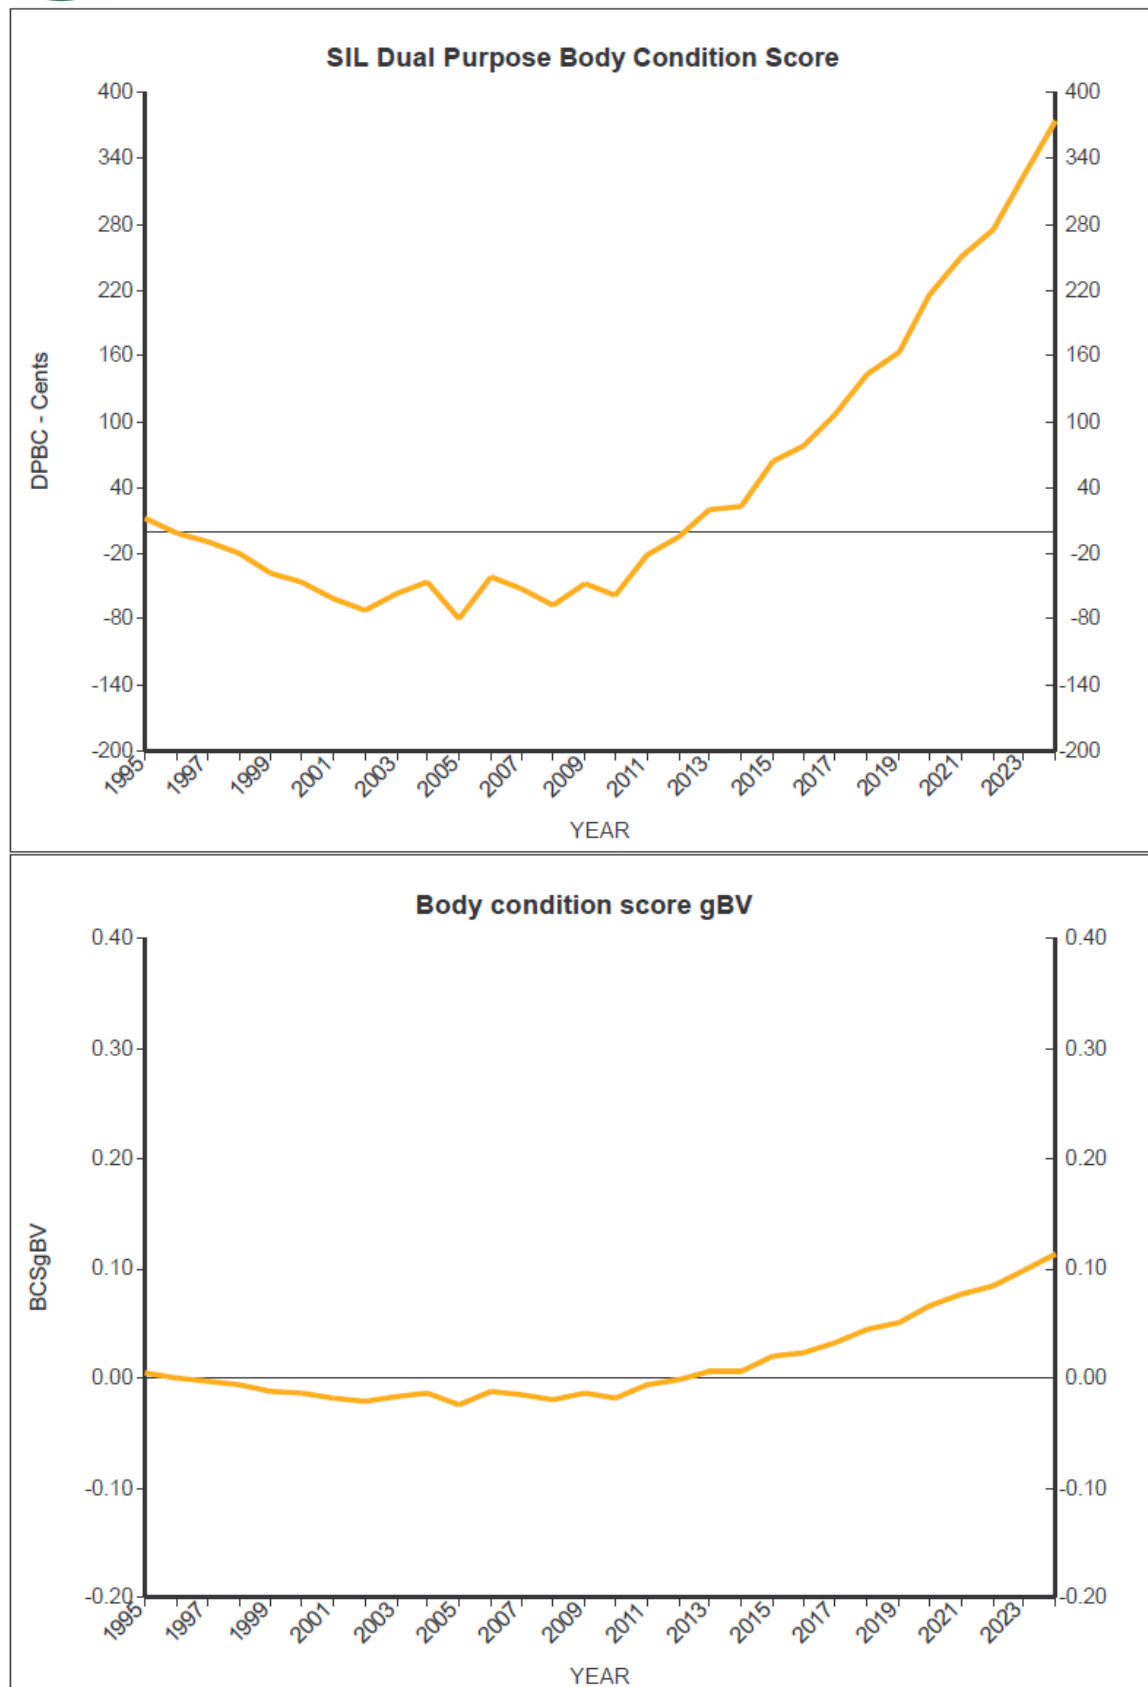 SIL Dual Purpose Body Condition Score
400 400
340 340
280 280
220 220
160 160
100 100
40 40
-20 -20
-80 -80
-140 -140
-200 -200
DPBC - Cents
1995 1997 1999 2001 2003 2005 2007 2009 2011 2013 2015 2017 2019 2021 2023
YEAR
Body condition score gBV
0.40 0.40
0.30 0.30
0.20 0.20
0.10 0.10
0.00 0.00
-0.10 -0.10
-0.20 -0.20
BCSgBV
1995 1997 1999 2001 2003 2005 2007 2009 2011 2013 2015 2017 2019 2021 2023
YEAR